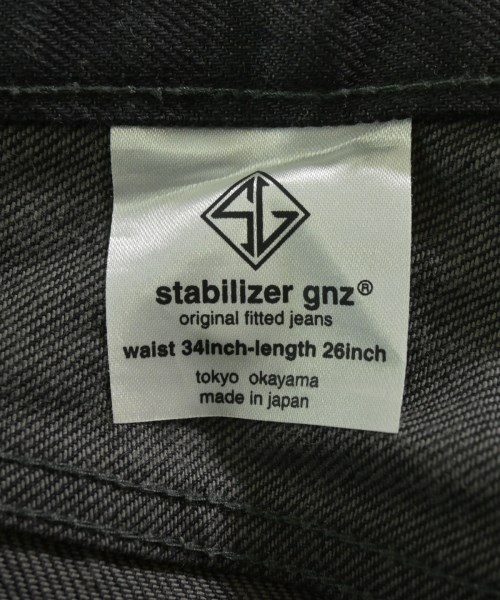 SG
stabilizer gnz®
original fitted jeans
waist 34inch-length 26inch
tokyo okayama
made in japan